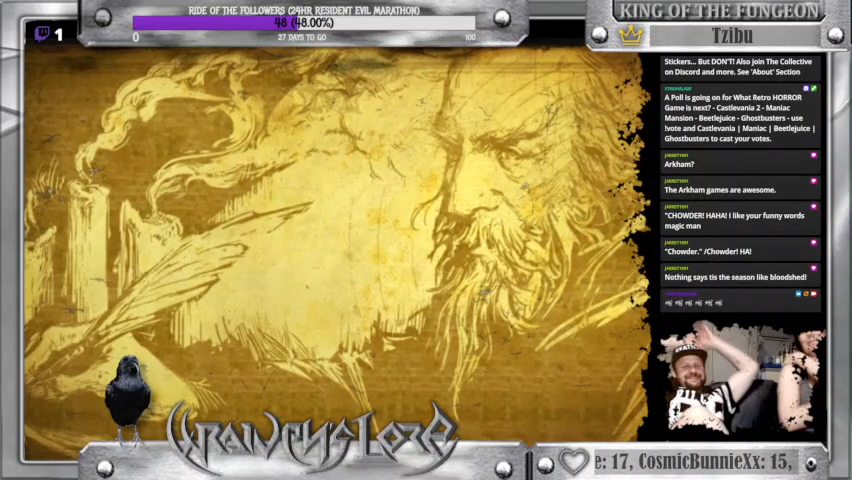 RIDE OF THE FOLLOWERS (24HR RESIDENT EVIL MARATHON)
48 (48.00%)
0
27 DAYS TO GO
100
1
KING OF THE FUNGEON
Tzibu
Stickers... But DON'T! Also join The Collective
on Discord and more. See 'About' Section
A Poll is going on for What Retro HORROR
Game is next? - Castlevania 2 - Maniac
Mansion - Beetlejuice - Ghostbusters - use
!vote and Castlevania | Maniac | Beetlejuice |
Ghostbusters to cast your votes.
Arkham?
The Arkham games are awesome.
"CHOWDER! HAHA! I like your funny words
magic man
"Chowder." /Chowder! HA!
Nothing says tis the season like bloodshed!
e: 17, CosmicBunnieXx: 15,